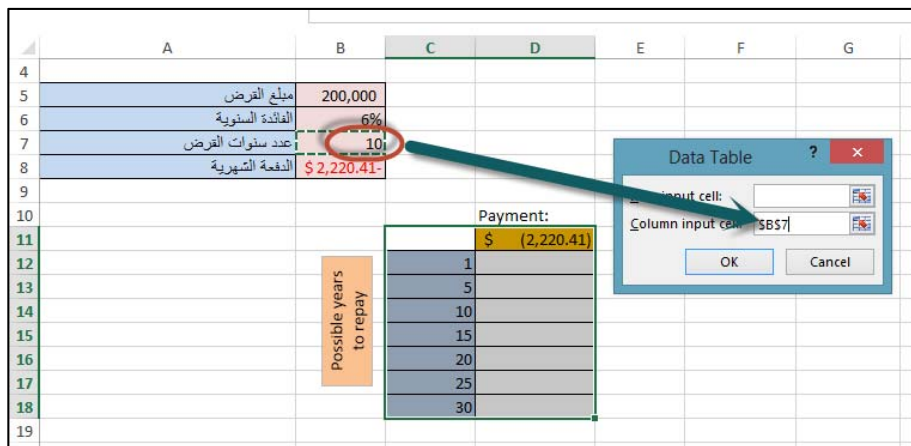 A B C D E F G
4
5 مبلغ القرض 200,000
6 الفائدة السنوية 6%
7 عدد سنوات القرض 10
8 الدفعة الشهرية $ 2,220.41-
9
10 Payment:
11 $ (2,220.41)
12 1
13 5
14 10
15 15
16 20
17 25
18 30
19
Possible years
to repay
Data Table ? ×
input cell:
Column input cell: $B$7
OK Cancel